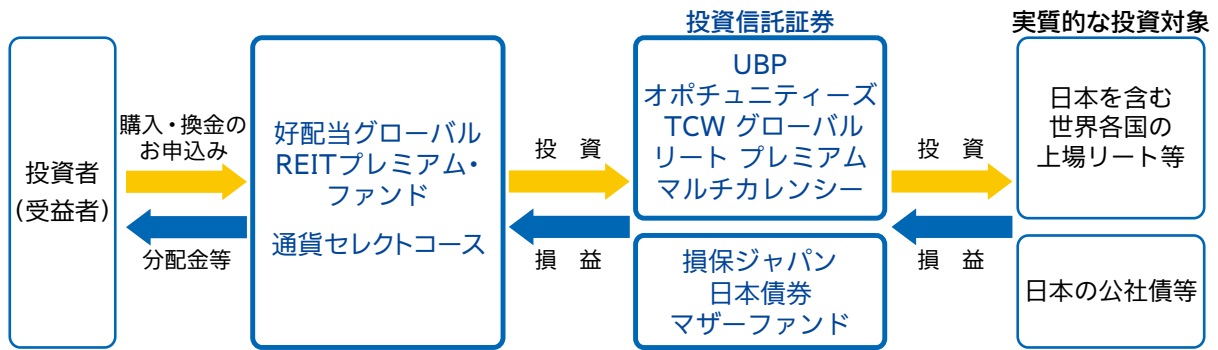 投資信託証券
実質的な投資対象
投資者
(受益者)
購入・換金の
お申込み
分配金等
好配当グローバル
REITプレミアム・
ファンド
通貨セレクトコース
投 資
損 益
UBP
オポチュニティーズ
TCW グローバル
リート プレミアム
マルチカレンシー
損保ジャパン
日本債券
マザーファンド
投 資
損 益
日本を含む
世界各国の
上場リート等
日本の公社債等